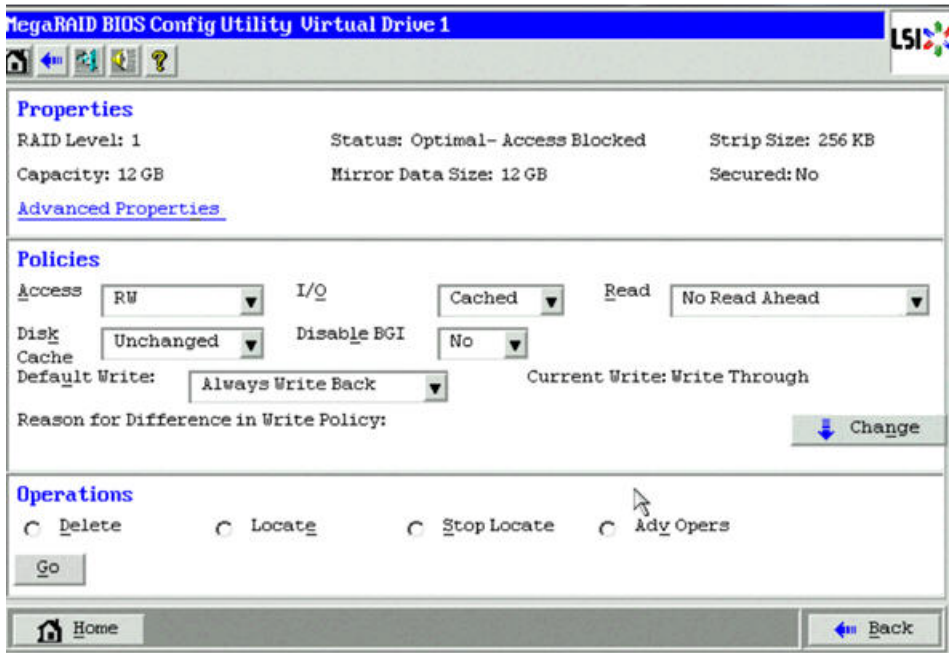 MegaRAID BIOS Config Utility Virtual Drive 1
LSI
?
Properties
RAID Level: 1 Status: Optimal- Access Blocked Strip Size: 256 KB
Capacity: 12 GB Mirror Data Size: 12 GB Secured: No
Advanced Properties
Policies
Access RW I/O Cached Read No Read Ahead
Disk Cache Unchanged Disable BGI No
Default Write: Always Write Back Current Write: Write Through
Reason for Difference in Write Policy:
Change
Operations
Delete Locate Stop Locate Adv Opers
Go
Home Back